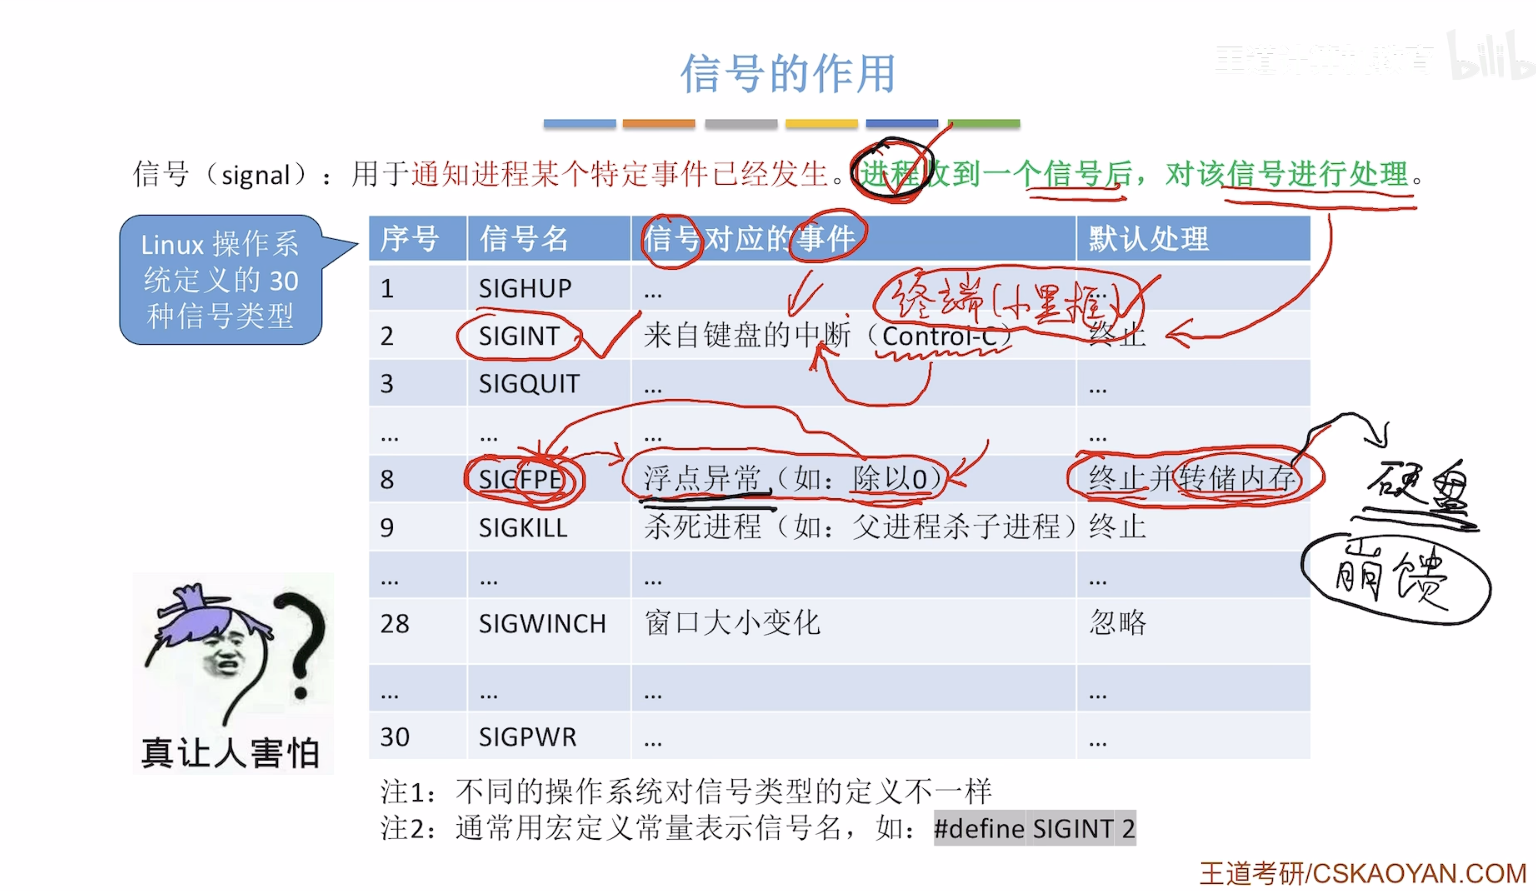 信号的作用
bilib
信号（signal）：用于通知进程某个特定事件已经发生。进程收到一个信号后，对该信号进行处理。
Linux 操作系
统定义的 30
种信号类型
序号 信号名 信号对应的事件 默认处理
1 SIGHUP ... ...
终端(小黑框)
2 SIGINT 来自键盘的中断（Control-C） 终止
3 SIGQUIT ... ...
... ... ... ...
8 SIGFPE 浮点异常（如：除以0） 终止并转储内存
硬盘
9 SIGKILL 杀死进程（如：父进程杀子进程） 终止
崩馈
... ... ... ...
28 SIGWINCH 窗口大小变化 忽略
... ... ... ...
30 SIGPWR ... ...
真让人害怕
注1：不同的操作系统对信号类型的定义不一样
注2：通常用宏定义常量表示信号名，如：#define SIGINT 2
王道考研/CSKAOYAN.COM